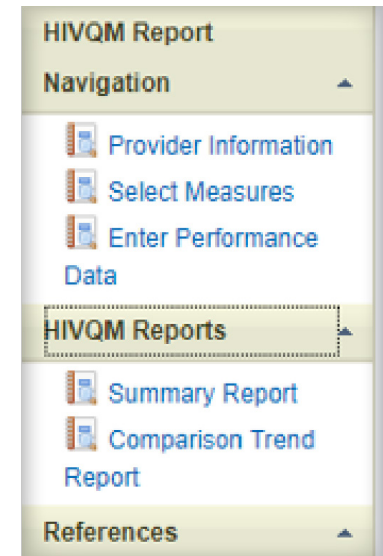 HIVQM Report
Navigation
Provider Information
Select Measures
Enter Performance
Data
HIVQM Reports
Summary Report
Comparison Trend
Report
References